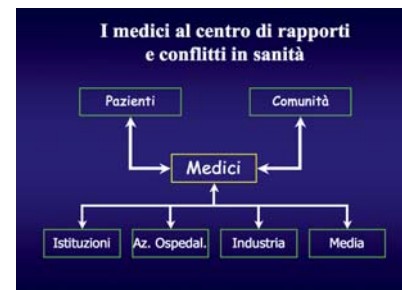 I medici al centro di rapporti
e conflitti in sanità
Pazienti
Comunità
Medici
Istituzioni
Az. Ospedal.
Industria
Media